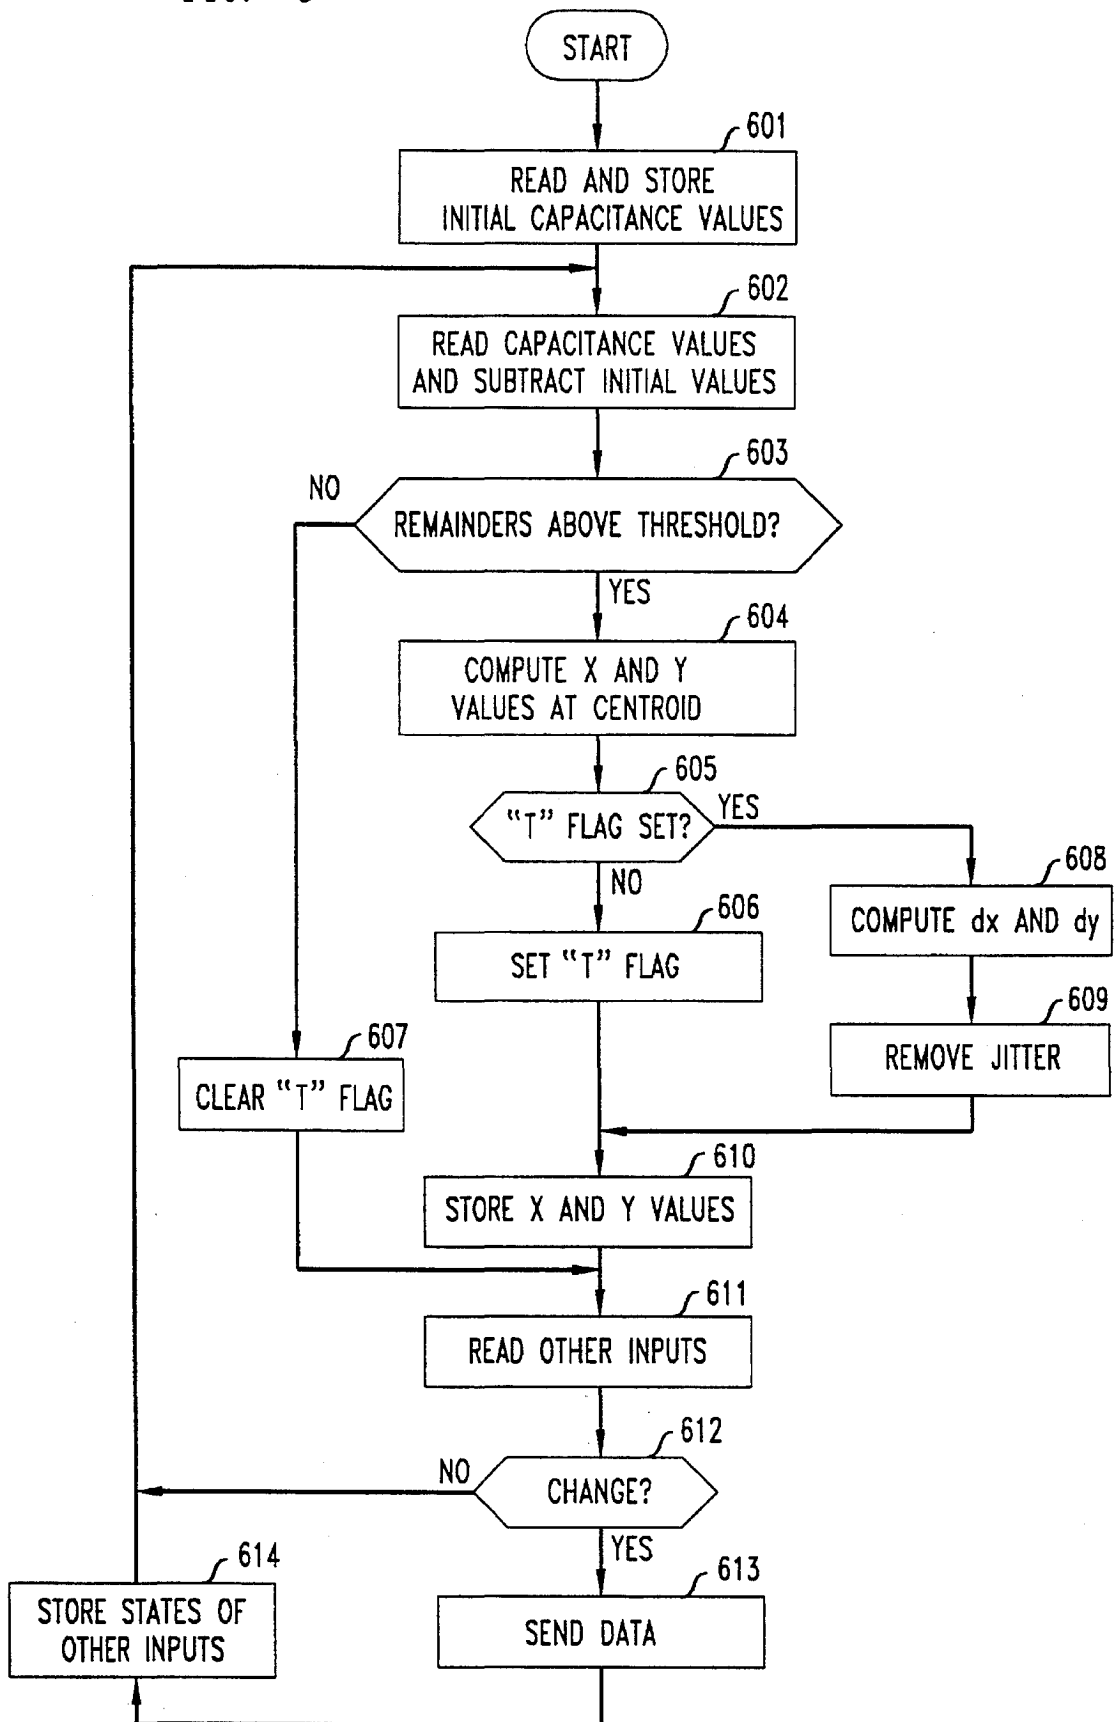 START
601
READ AND STORE
INITIAL CAPACITANCE VALUES
602
READ CAPACITANCE VALUES
AND SUBTRACT INITIAL VALUES
603
NO
REMAINDERS ABOVE THRESHOLD?
YES
604
COMPUTE X AND Y
VALUES AT CENTROID
605
"T" FLAG SET?
YES
NO
608
COMPUTE dx AND dy
606
SET "T" FLAG
609
REMOVE JITTER
607
CLEAR "T" FLAG
610
STORE X AND Y VALUES
611
READ OTHER INPUTS
612
NO
CHANGE?
YES
614
STORE STATES OF
OTHER INPUTS
613
SEND DATA